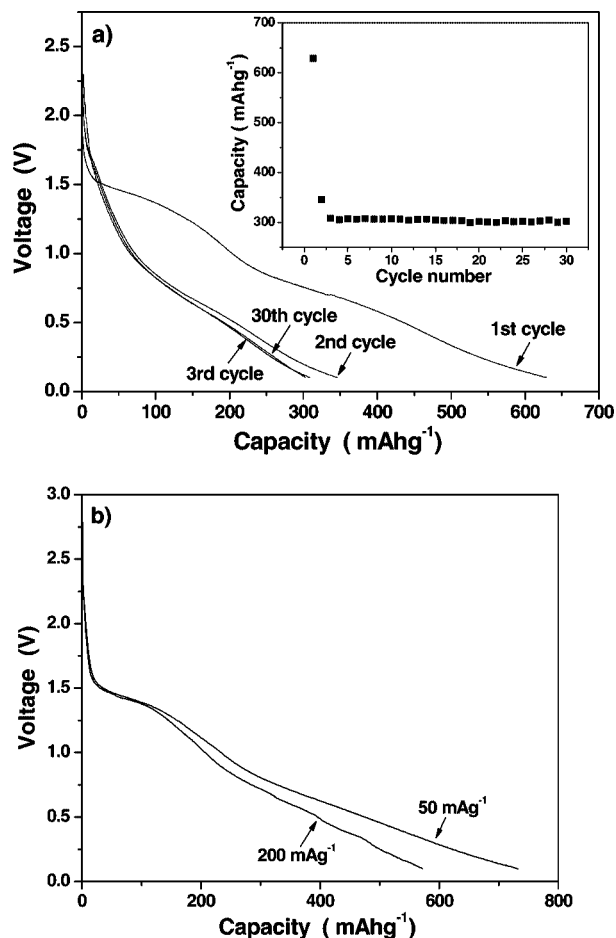 a)
Voltage (V)
2.5
2.0
1.5
1.0
0.5
0.0
0
100
200
300
400
500
600
700
Capacity ( mAhg-1)
Capacity ( mAhg-1)
700
600
500
400
300
0
5
10
15
20
25
30
Cycle number
30th cycle
3rd cycle
2nd cycle
1st cycle
b)
Voltage (V)
3.0
2.5
2.0
1.5
1.0
0.5
0.0
0
200
400
600
800
Capacity ( mAhg-1)
50 mAg-1
200 mAg-1